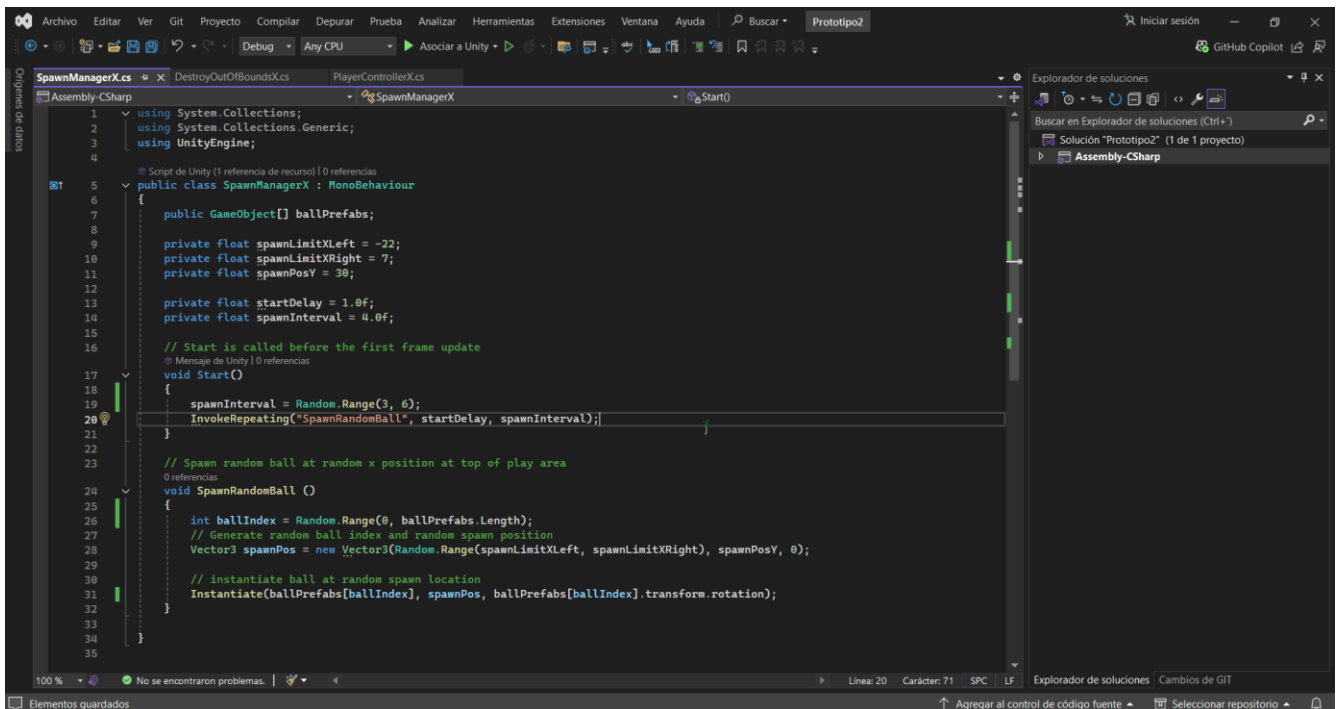 Archivo Editar Ver Git Proyecto Compilar Depurar Prueba Analizar Herramientas Extensiones Ventana Ayuda Buscar Prototipo2 Iniciar sesión
Debug Any CPU Asociar a Unity GitHub Copilot
Orígenes de datos
SpawnManagerX.cs DestroyOutOfBoundsX.cs PlayerControllerX.cs
Assembly-CSharp SpawnManagerX Start()
1 using System.Collections;
2 using System.Collections.Generic;
3 using UnityEngine;
4
Script de Unity (1 referencia de recurso) | 0 referencias
5 public class SpawnManagerX : MonoBehaviour
6 {
7 public GameObject[] ballPrefabs;
8
9 private float spawnLimitXLeft = -22;
10 private float spawnLimitXRight = 7;
11 private float spawnPosY = 30;
12
13 private float startDelay = 1.0f;
14 private float spawnInterval = 4.0f;
15
16 // Start is called before the first frame update
Mensaje de Unity | 0 referencias
17 void Start()
18 {
19 spawnInterval = Random.Range(3, 6);
20 InvokeRepeating("SpawnRandomBall", startDelay, spawnInterval);
21 }
22
23 // Spawn random ball at random x position at top of play area
0 referencias
24 void SpawnRandomBall ()
25 {
26 int ballIndex = Random.Range(0, ballPrefabs.Length);
27 // Generate random ball index and random spawn position
28 Vector3 spawnPos = new Vector3(Random.Range(spawnLimitXLeft, spawnLimitXRight), spawnPosY, 0);
29
30 // instantiate ball at random spawn location
31 Instantiate(ballPrefabs[ballIndex], spawnPos, ballPrefabs[ballIndex].transform.rotation);
32 }
33
34 }
35
100 % No se encontraron problemas. Línea: 20 Carácter: 71 SPC LF
Explorador de soluciones
Buscar en Explorador de soluciones (Ctrl+¨)
Solución "Prototipo2" (1 de 1 proyecto)
Assembly-CSharp
Explorador de soluciones Cambios de GIT
Elementos guardados Agregar al control de código fuente Seleccionar repositorio